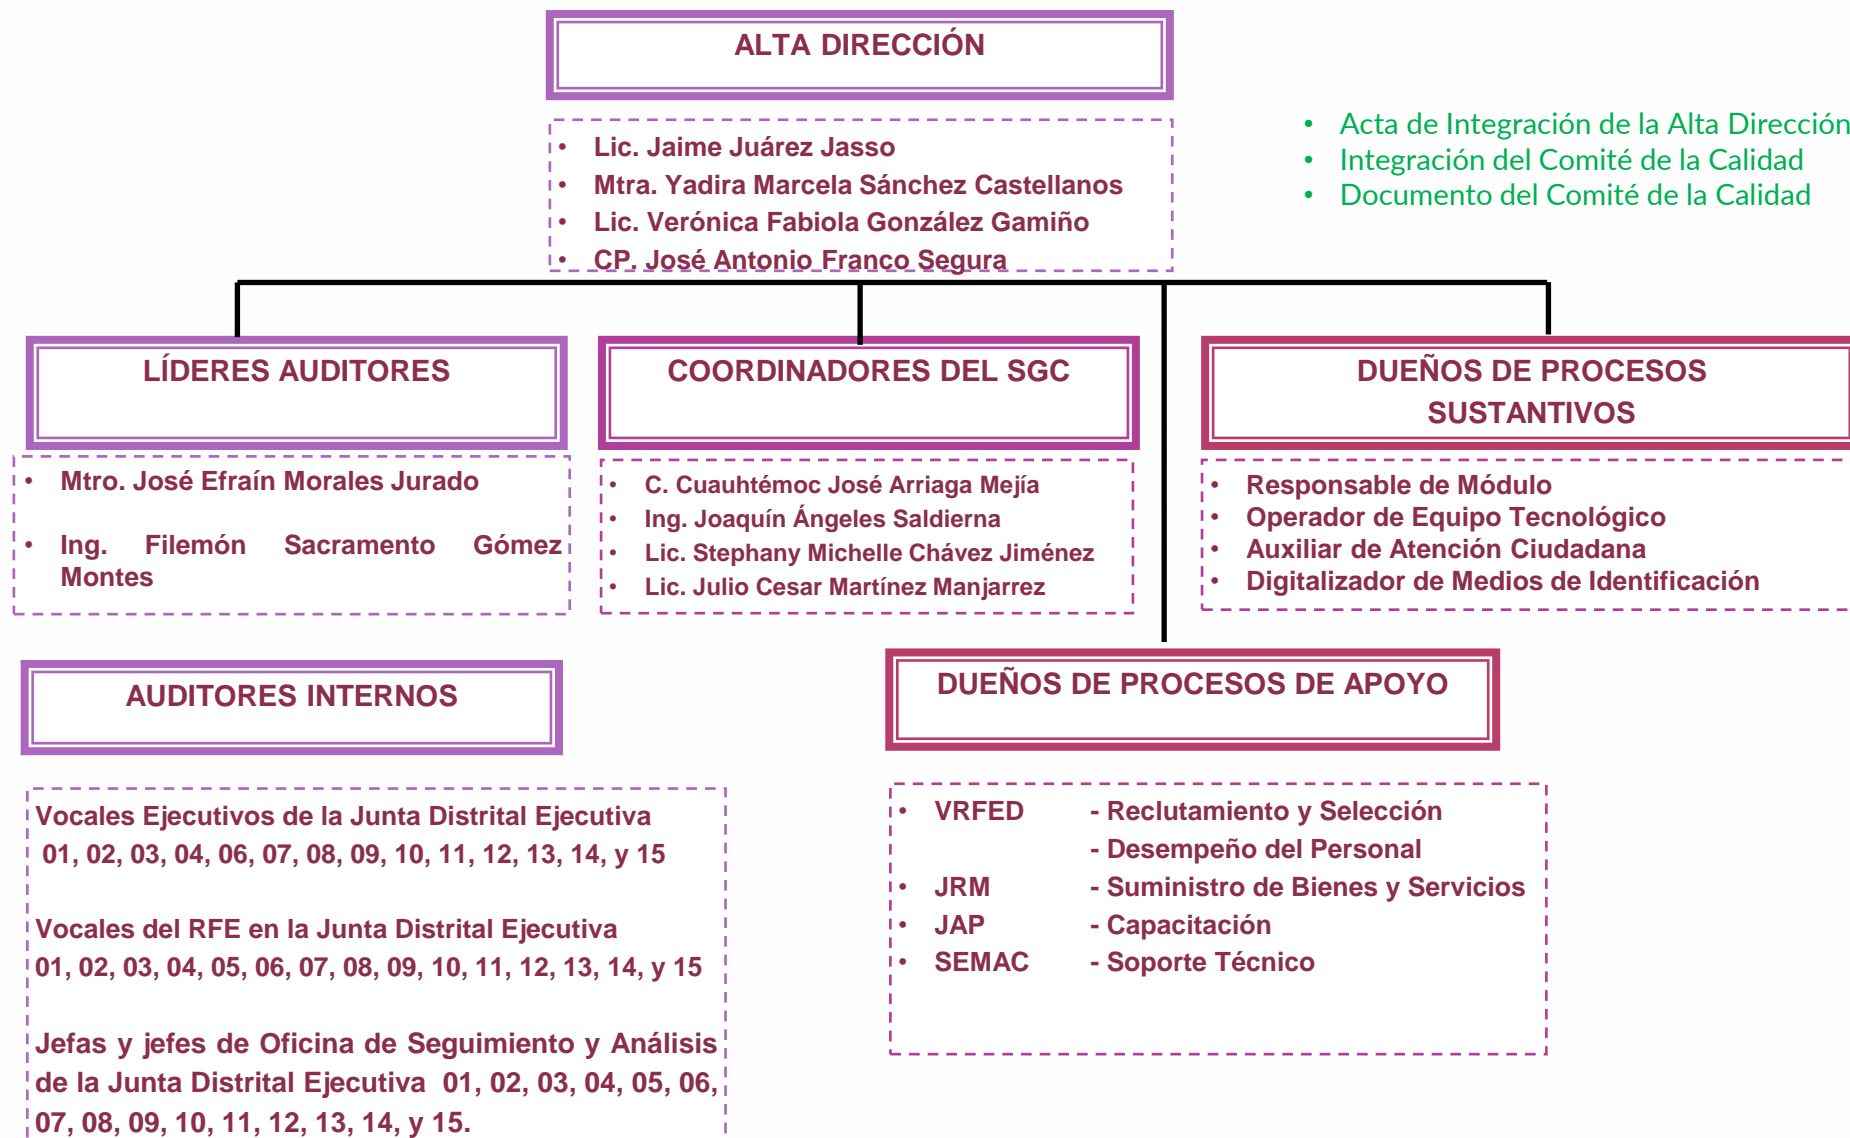 ALTA DIRECCIÓN
• Lic. Jaime Juárez Jasso
• Mtra. Yadira Marcela Sánchez Castellanos
• Lic. Verónica Fabiola González Gamiño
• CP. José Antonio Franco Segura
• Acta de Integración de la Alta Dirección
• Integración del Comité de la Calidad
• Documento del Comité de la Calidad
LÍDERES AUDITORES
• Mtro. José Efraín Morales Jurado
• Ing. Filemón Sacramento Gómez
Montes
COORDINADORES DEL SGC
• C. Cuauhtémoc José Arriaga Mejía
• Ing. Joaquín Ángeles Saldierna
• Lic. Stephany Michelle Chávez Jiménez
• Lic. Julio Cesar Martínez Manjarrez
DUEÑOS DE PROCESOS
SUSTANTIVOS
• Responsable de Módulo
• Operador de Equipo Tecnológico
• Auxiliar de Atención Ciudadana
• Digitalizador de Medios de Identificación
AUDITORES INTERNOS
Vocales Ejecutivos de la Junta Distrital Ejecutiva
01, 02, 03, 04, 06, 07, 08, 09, 10, 11, 12, 13, 14, y 15
Vocales del RFE en la Junta Distrital Ejecutiva
01, 02, 03, 04, 05, 06, 07, 08, 09, 10, 11, 12, 13, 14, y 15
Jefas y jefes de Oficina de Seguimiento y Análisis
de la Junta Distrital Ejecutiva 01, 02, 03, 04, 05, 06,
07, 08, 09, 10, 11, 12, 13, 14, y 15.
DUEÑOS DE PROCESOS DE APOYO
• VRFED - Reclutamiento y Selección
- Desempeño del Personal
• JRM - Suministro de Bienes y Servicios
• JAP - Capacitación
• SEMAC - Soporte Técnico